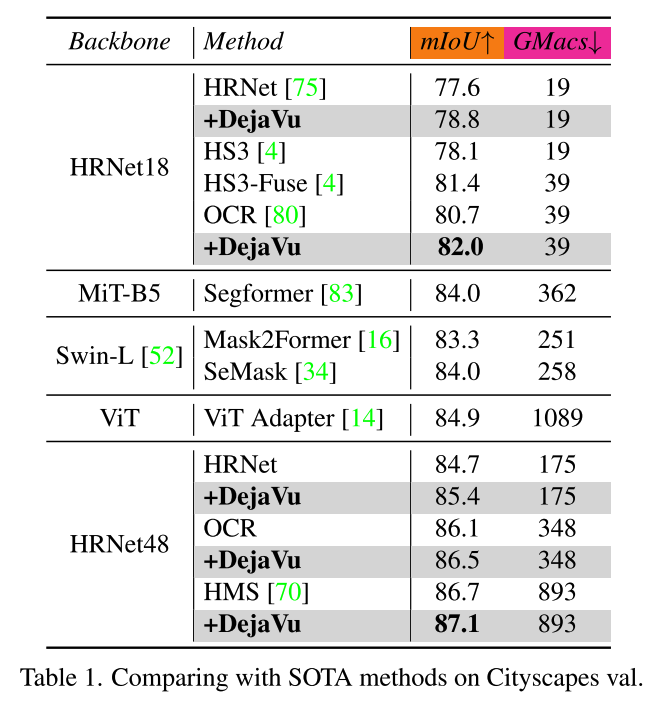 Backbone Method mIoU↑ GMacs↓
HRNet18
HRNet [75] 77.6 19
+DejaVu 78.8 19
HS3 [4] 78.1 19
HS3-Fuse [4] 81.4 39
OCR [80] 80.7 39
+DejaVu 82.0 39
MiT-B5 Segformer [83] 84.0 362
Swin-L [52]
Mask2Former [16] 83.3 251
SeMask [34] 84.0 258
ViT ViT Adapter [14] 84.9 1089
HRNet48
HRNet 84.7 175
+DejaVu 85.4 175
OCR 86.1 348
+DejaVu 86.5 348
HMS [70] 86.7 893
+DejaVu 87.1 893
Table 1. Comparing with SOTA methods on Cityscapes val.